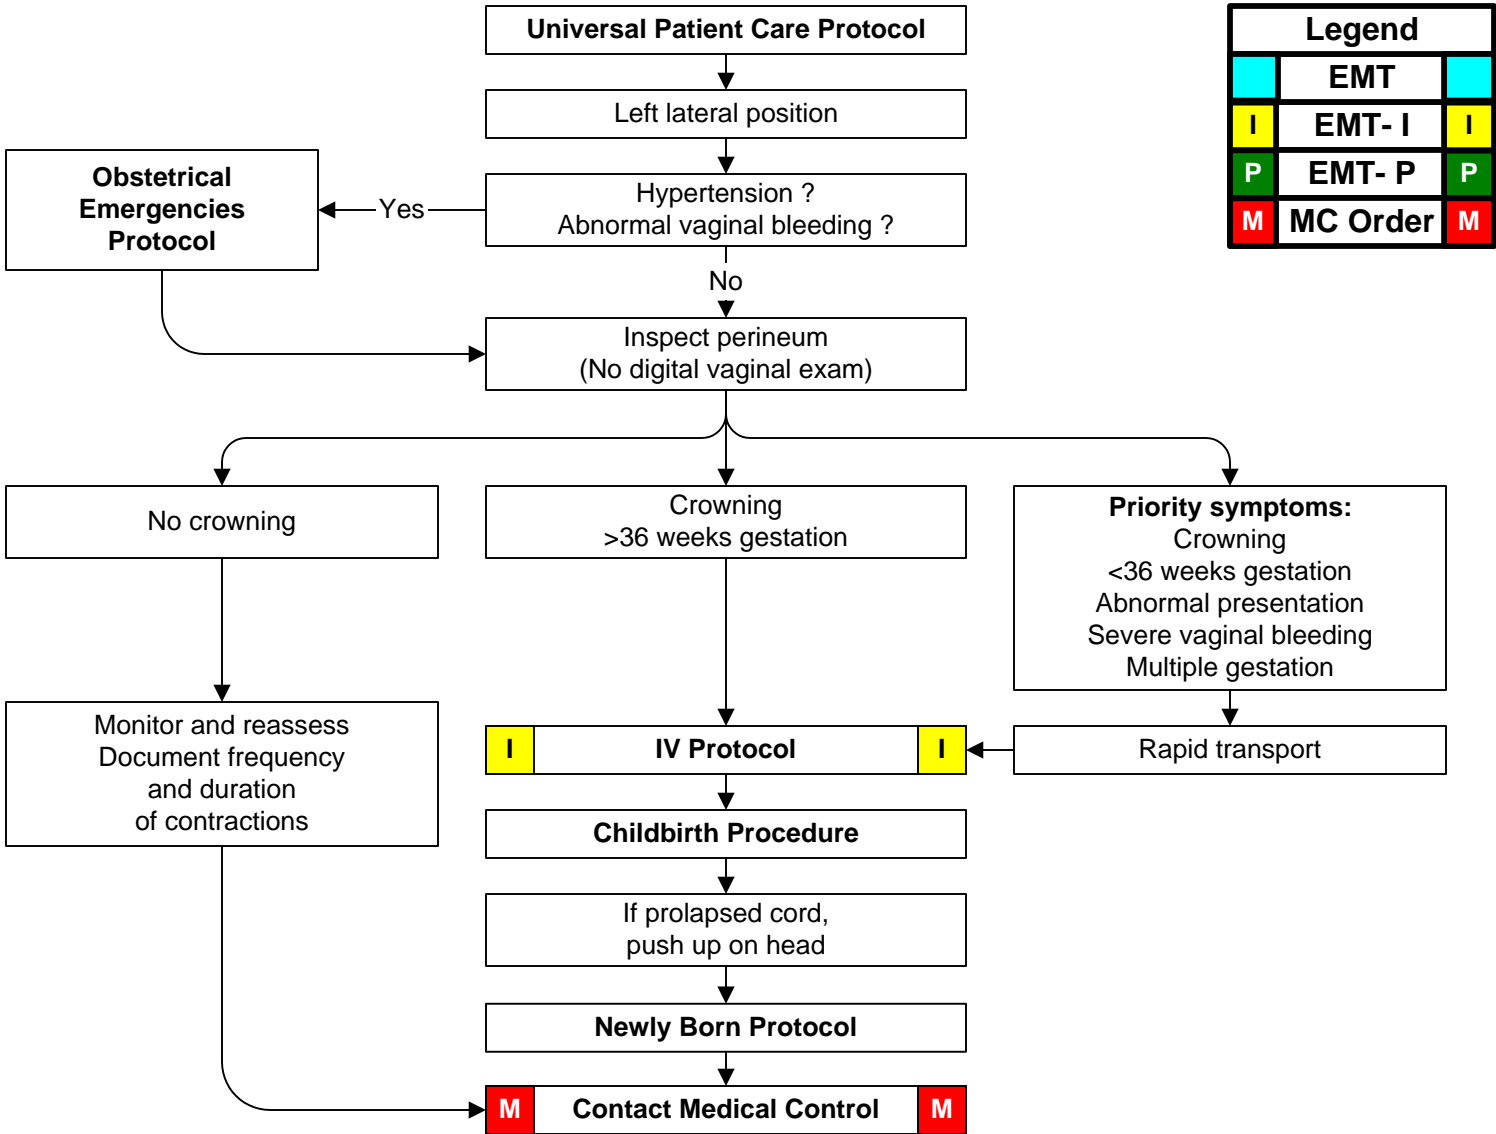 Universal Patient Care Protocol
Legend
EMT
I EMT- I I
P EMT- P P
M MC Order M
Left lateral position
Hypertension ?
Abnormal vaginal bleeding ?
Yes
Obstetrical
Emergencies
Protocol
No
Inspect perineum
(No digital vaginal exam)
No crowning
Crowning
>36 weeks gestation
Priority symptoms:
Crowning
<36 weeks gestation
Abnormal presentation
Severe vaginal bleeding
Multiple gestation
Monitor and reassess
Document frequency
and duration
of contractions
I IV Protocol I
Rapid transport
Childbirth Procedure
If prolapsed cord,
push up on head
Newly Born Protocol
M Contact Medical Control M